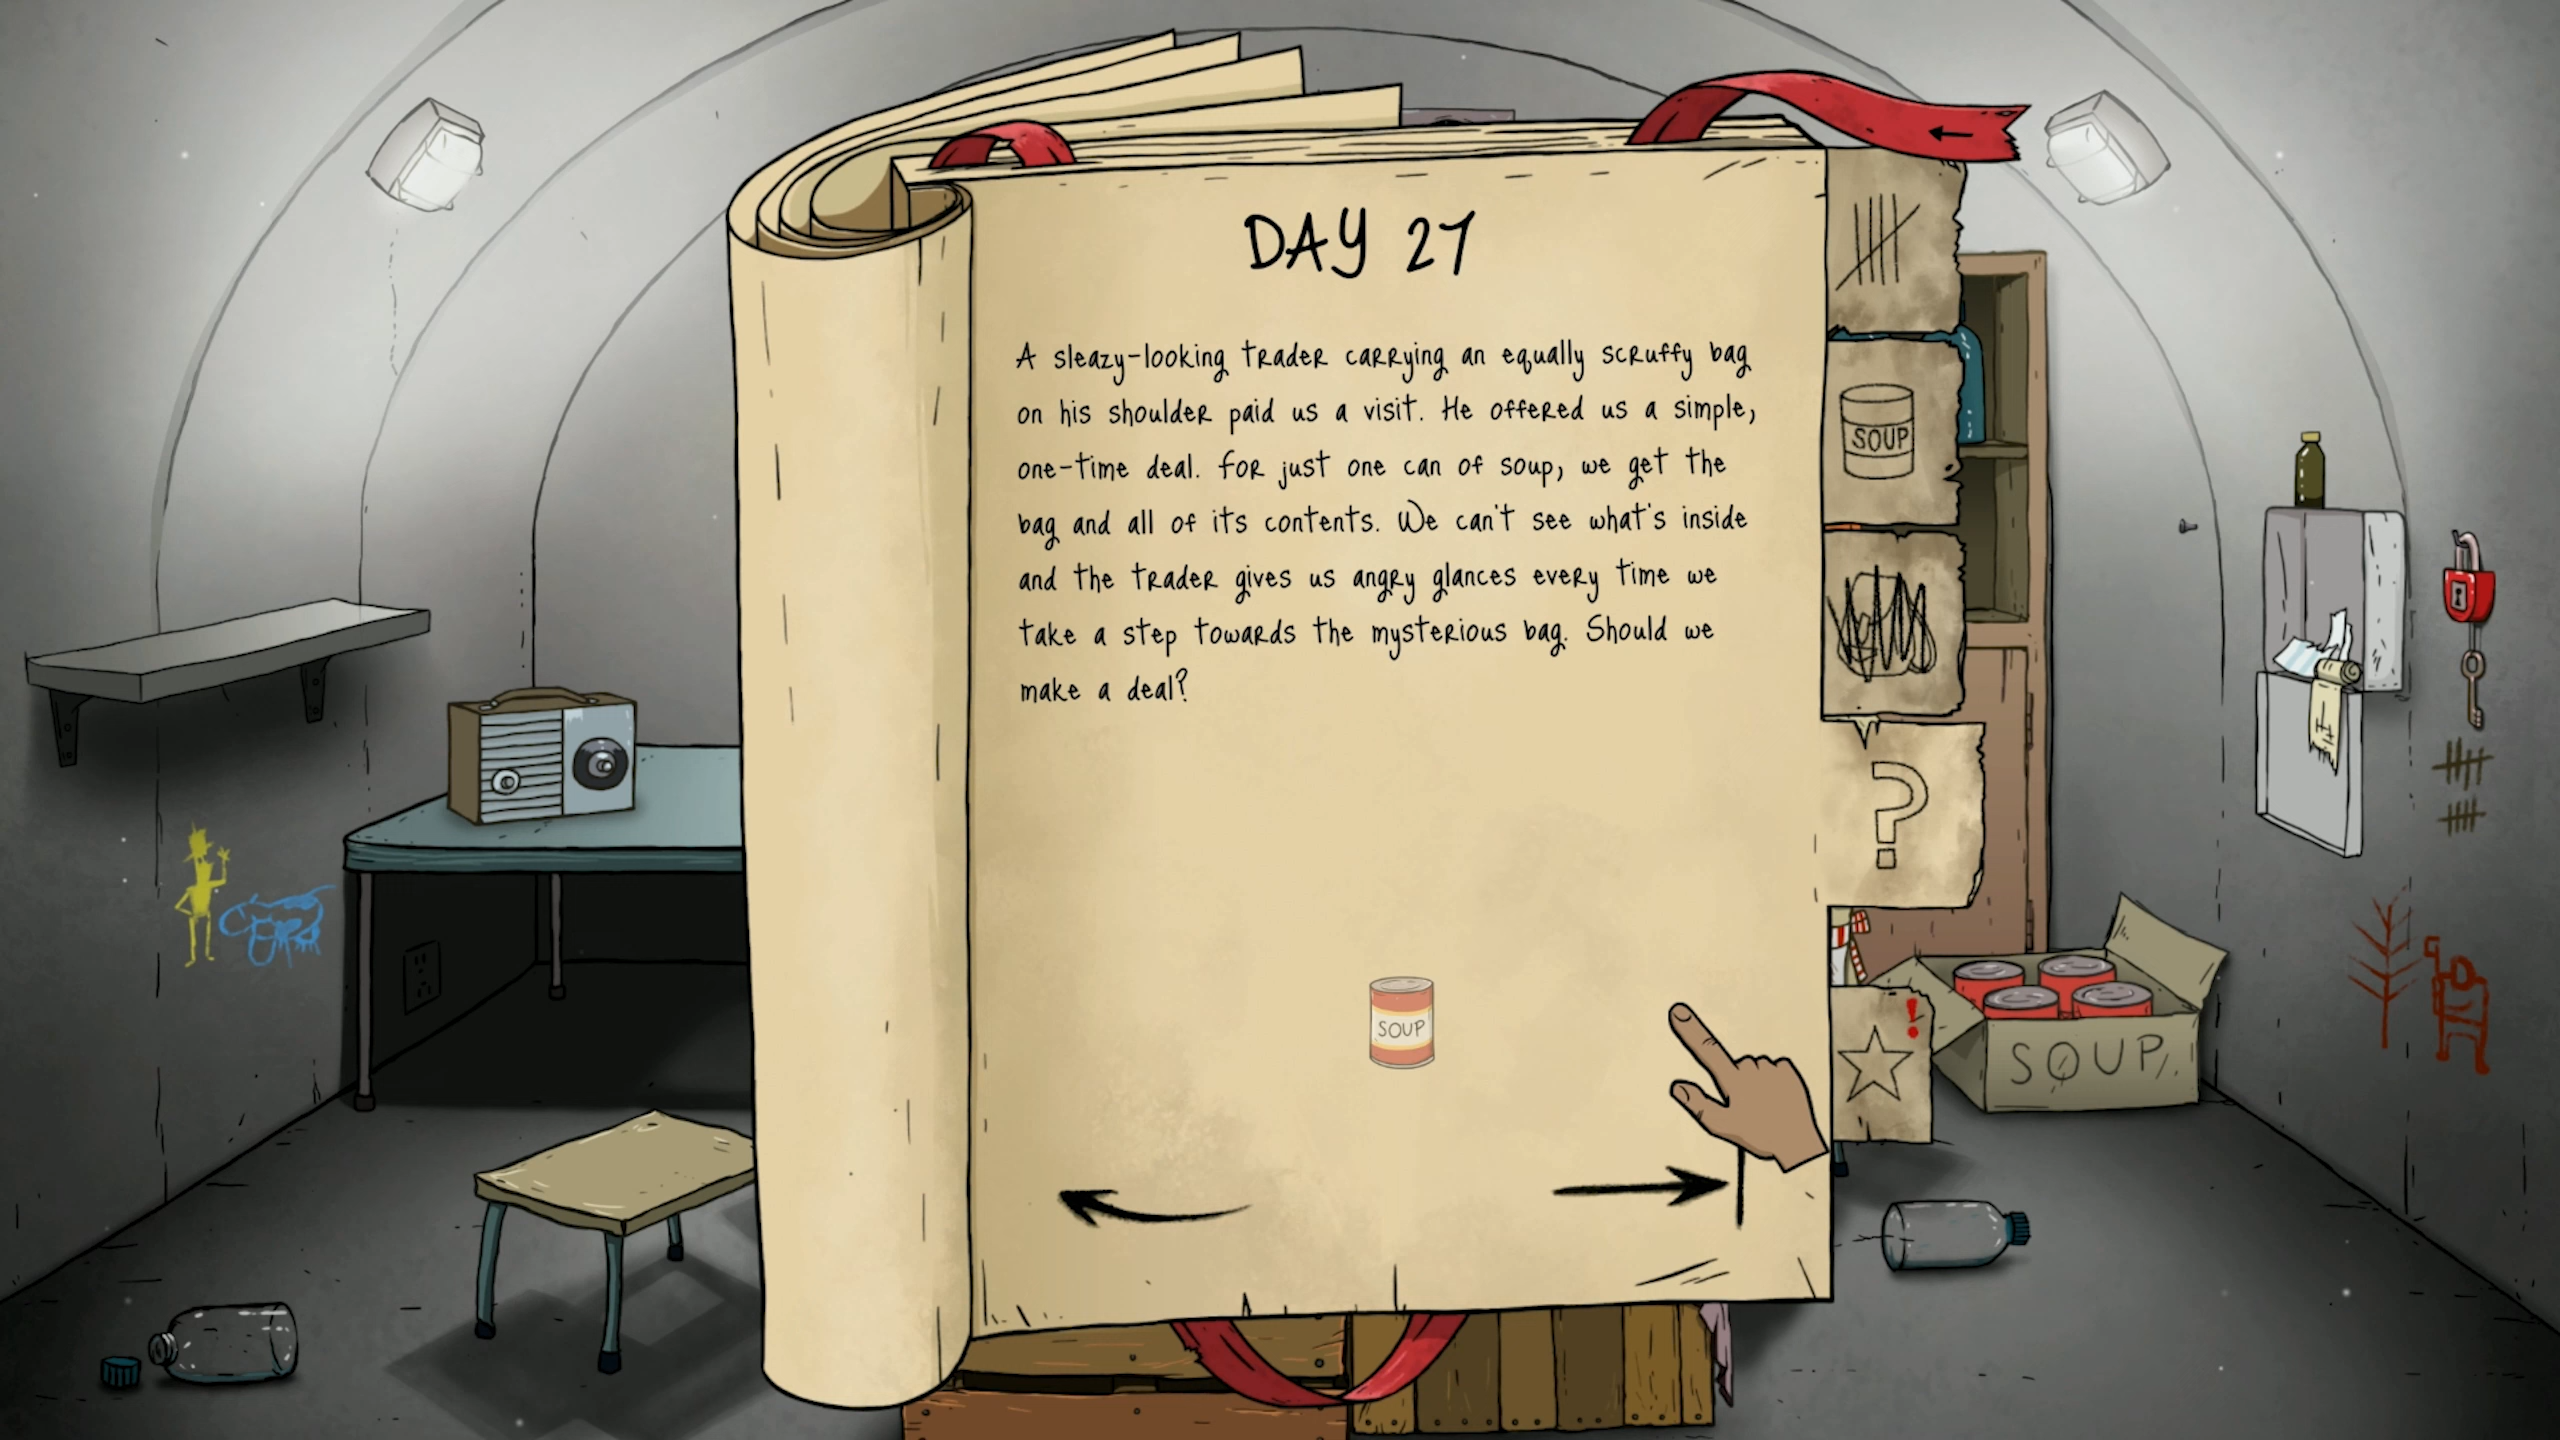 DAY 27
A sleazy-looking trader carrying an equally scruffy bag
on his shoulder paid us a visit. He offered us a simple,
one-time deal. For just one can of soup, we get the
bag and all of its contents. We can't see what's inside
and the trader gives us angry glances every time we
take a step towards the mysterious bag. Should we
make a deal?
SOUP
SOUP
!
SOUP